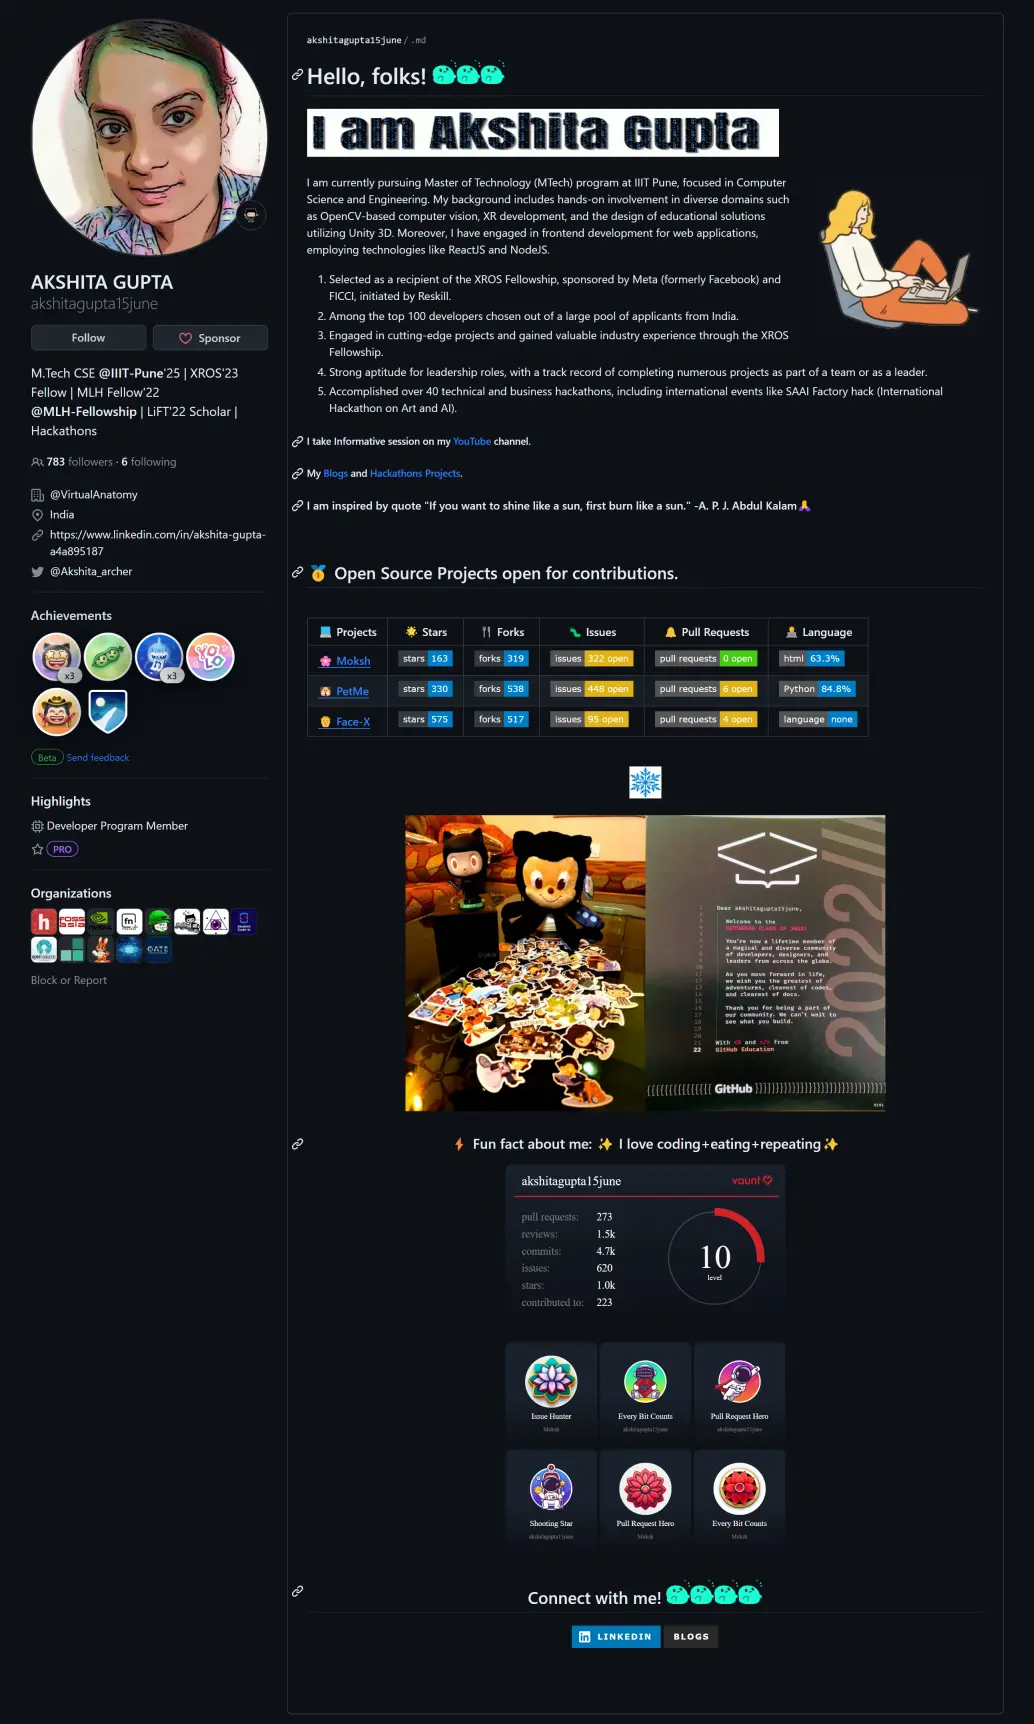 AKSHITA GUPTA
akshitagupta15june
Follow
Sponsor
M.Tech CSE @IIIT-Pune'25 | XROS'23
Fellow | MLH Fellow'22
@MLH-Fellowship | LiFT'22 Scholar |
Hackathons
783 followers · 6 following
@VirtualAnatomy
India
https://www.linkedin.com/in/akshita-gupta-
a4a895187
@Akshita_archer
Achievements
x3
x3
YOLO
Beta Send feedback
Highlights
Developer Program Member
PRO
Organizations
Block or Report
akshitagupta15june / .md
Hello, folks!
I am Akshita Gupta
I am currently pursuing Master of Technology (MTech) program at IIIT Pune, focused in Computer
Science and Engineering. My background includes hands-on involvement in diverse domains such
as OpenCV-based computer vision, XR development, and the design of educational solutions
utilizing Unity 3D. Moreover, I have engaged in frontend development for web applications,
employing technologies like ReactJS and NodeJS.
1. Selected as a recipient of the XROS Fellowship, sponsored by Meta (formerly Facebook) and
FICCI, initiated by Reskill.
2. Among the top 100 developers chosen out of a large pool of applicants from India.
3. Engaged in cutting-edge projects and gained valuable industry experience through the XROS
Fellowship.
4. Strong aptitude for leadership roles, with a track record of completing numerous projects as part of a team or as a leader.
5. Accomplished over 40 technical and business hackathons, including international events like SAAI Factory hack (International
Hackathon on Art and AI).
I take Informative session on my YouTube channel.
My Blogs and Hackathons Projects.
I am inspired by quote "If you want to shine like a sun, first burn like a sun." -A. P. J. Abdul Kalam
Open Source Projects open for contributions.
Projects Stars Forks Issues Pull Requests Language
Moksh stars 163 forks 319 issues 322 open pull requests 0 open html 63.3%
PetMe stars 330 forks 538 issues 448 open pull requests 6 open Python 84.8%
Face-X stars 575 forks 517 issues 95 open pull requests 4 open language none
Dear akshitagupta15june,
Welcome to the
You're now a lifetime member of
a magical and diverse community
of developers, designers, and
leaders from across the globe.
As you move forward in life,
we wish you the greatest of
adventures, cleanest of codes,
and clearest of docs.
Thank you for being a part of
our community. We can't wait to
see what you build.
With <3 and </> from
GitHub Education
2022//
GitHub
Fun fact about me: I love coding+eating+repeating
akshitagupta15june
vaunt
pull requests: 273
reviews: 1.5k
commits: 4.7k
issues: 620
stars: 1.0k
contributed to: 223
10
level
Issue Hunter
Moksh
Every Bit Counts
akshitagupta15june
Pull Request Hero
akshitagupta15june
Shooting Star
akshitagupta15june
Pull Request Hero
Moksh
Every Bit Counts
Moksh
Connect with me!
LINKEDIN
BLOGS